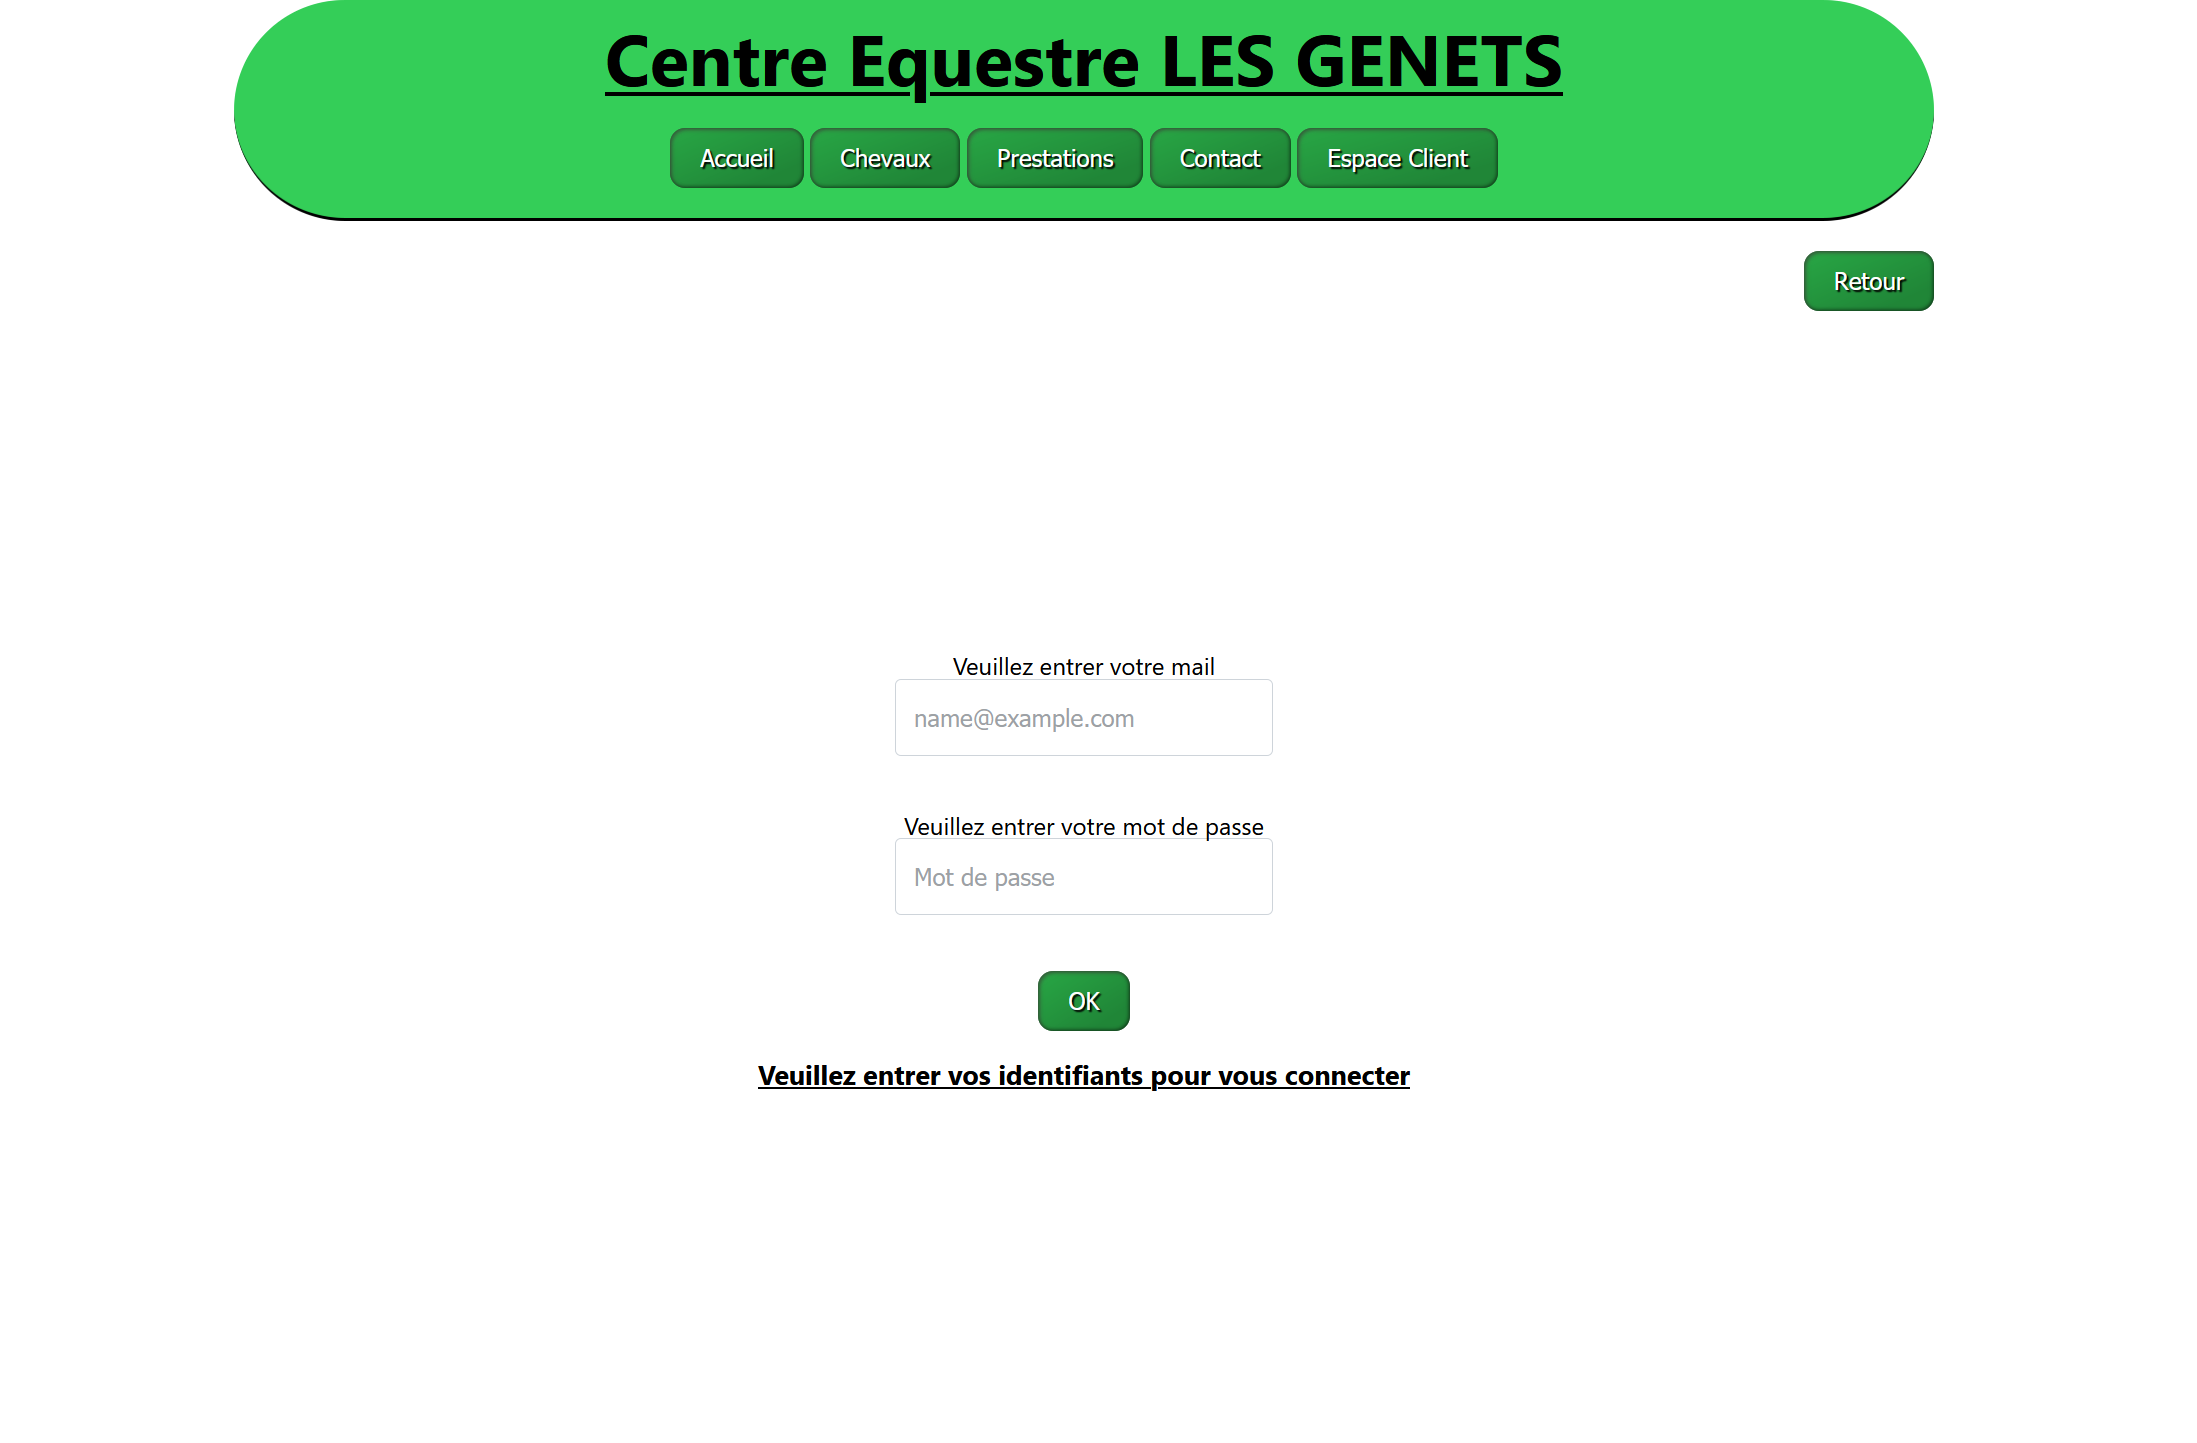 Centre Equestre LES GENETS
Accueil Chevaux Prestations Contact Espace Client
Retour
Veuillez entrer votre mail
name@example.com
Veuillez entrer votre mot de passe
Mot de passe
OK
Veuillez entrer vos identifiants pour vous connecter